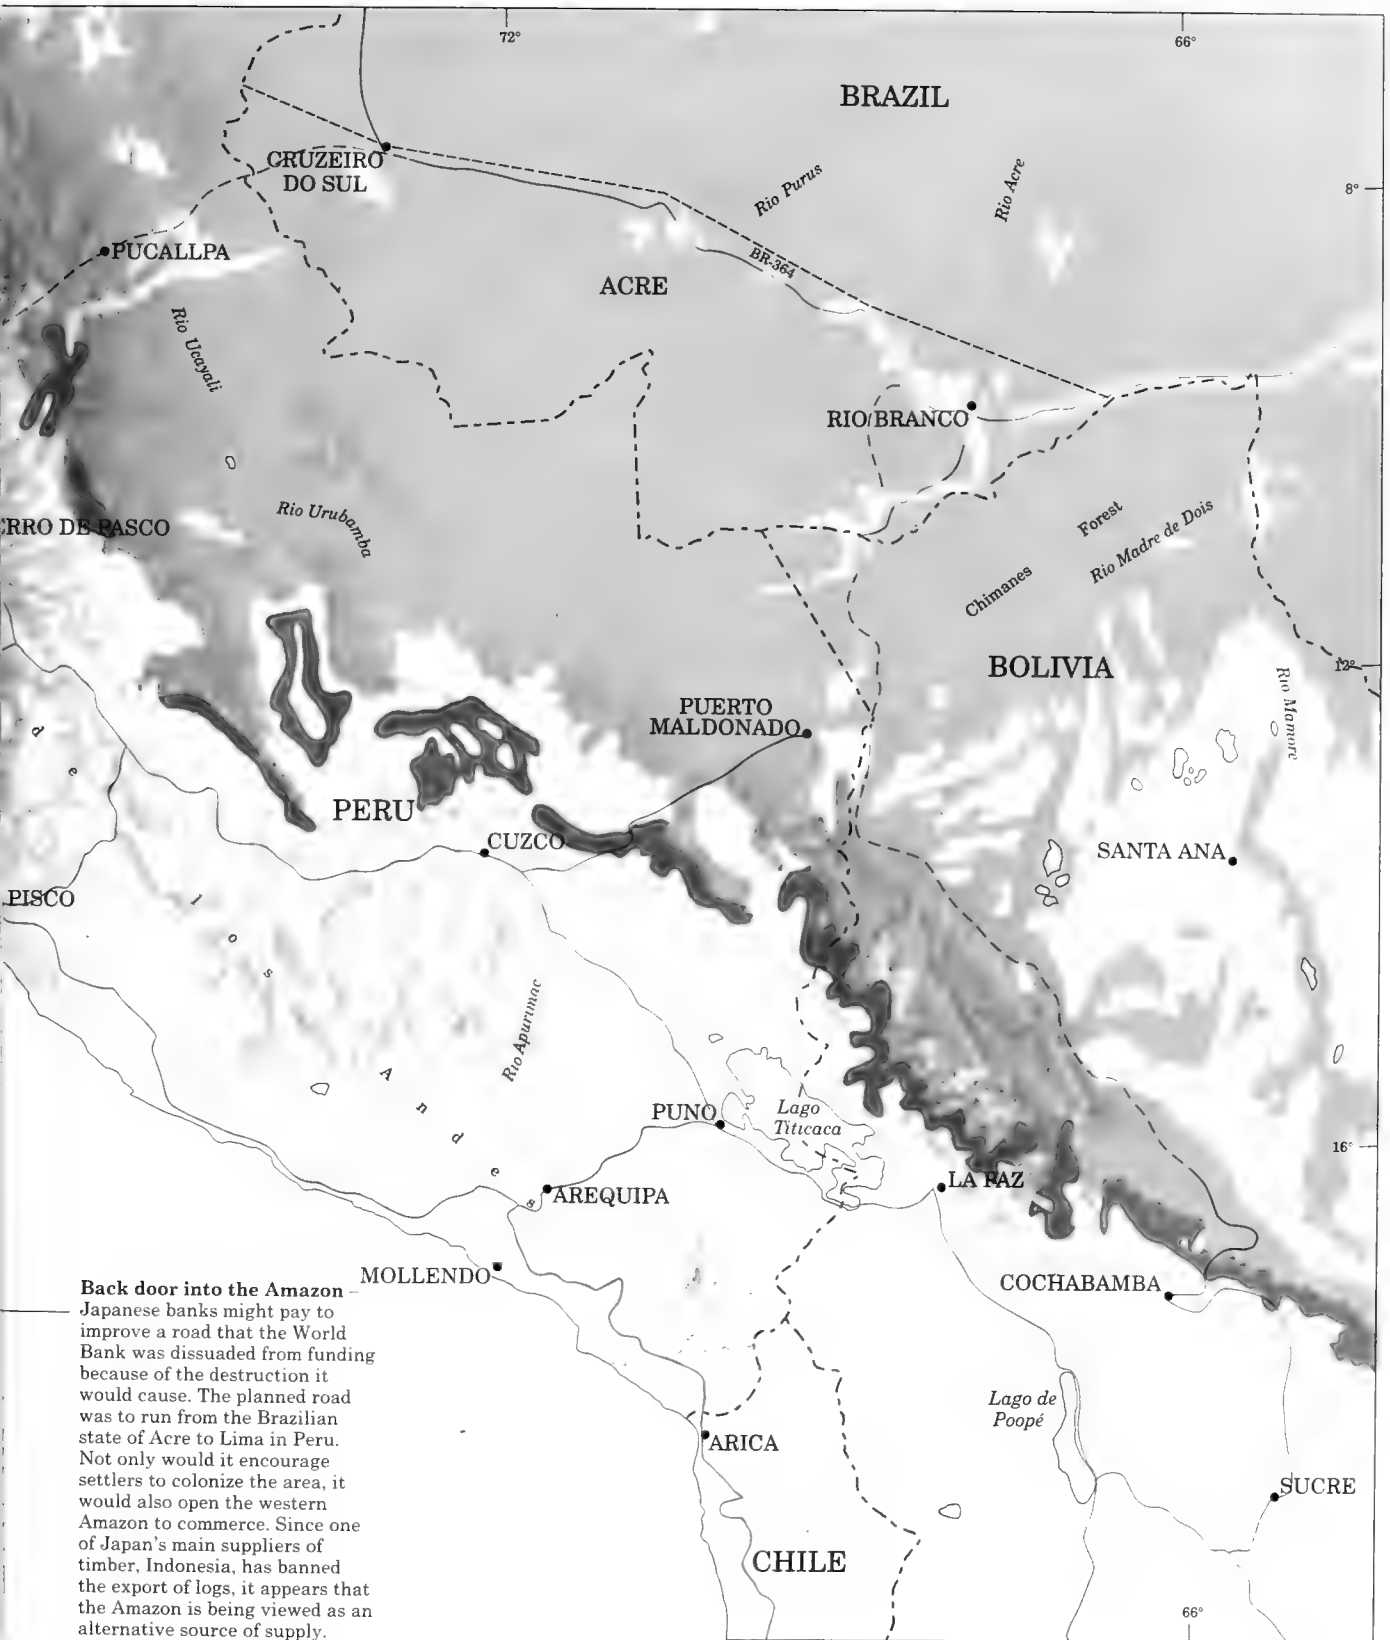 72°
66°
BRAZIL
CRUZEIRO
DO SUL
Rio Purus
Rio Acre
8°
PUCALLPA
BR-364
ACRE
Rio Ucayali
RIO BRANCO
Rio Urubamba
Forest
Rio Madre de Dois
RRO DE PASCO
Chimanes
12°
BOLIVIA
Rio Mamore
PUERTO
MALDONADO
d e
PERU
CUZCO
SANTA ANA
PISCO
l o s
Rio Apurimac
A n d e s
PUNO
Lago
Titicaca
16°
LA PAZ
AREQUIPA
MOLLENDO
COCHABAMBA
Back door into the Amazon –
Japanese banks might pay to
improve a road that the World
Bank was dissuaded from funding
because of the destruction it
would cause. The planned road
was to run from the Brazilian
state of Acre to Lima in Peru.
Not only would it encourage
settlers to colonize the area, it
would also open the western
Amazon to commerce. Since one
of Japan's main suppliers of
timber, Indonesia, has banned
the export of logs, it appears that
the Amazon is being viewed as an
alternative source of supply.
Lago de
Poopé
ARICA
SUCRE
CHILE
66°